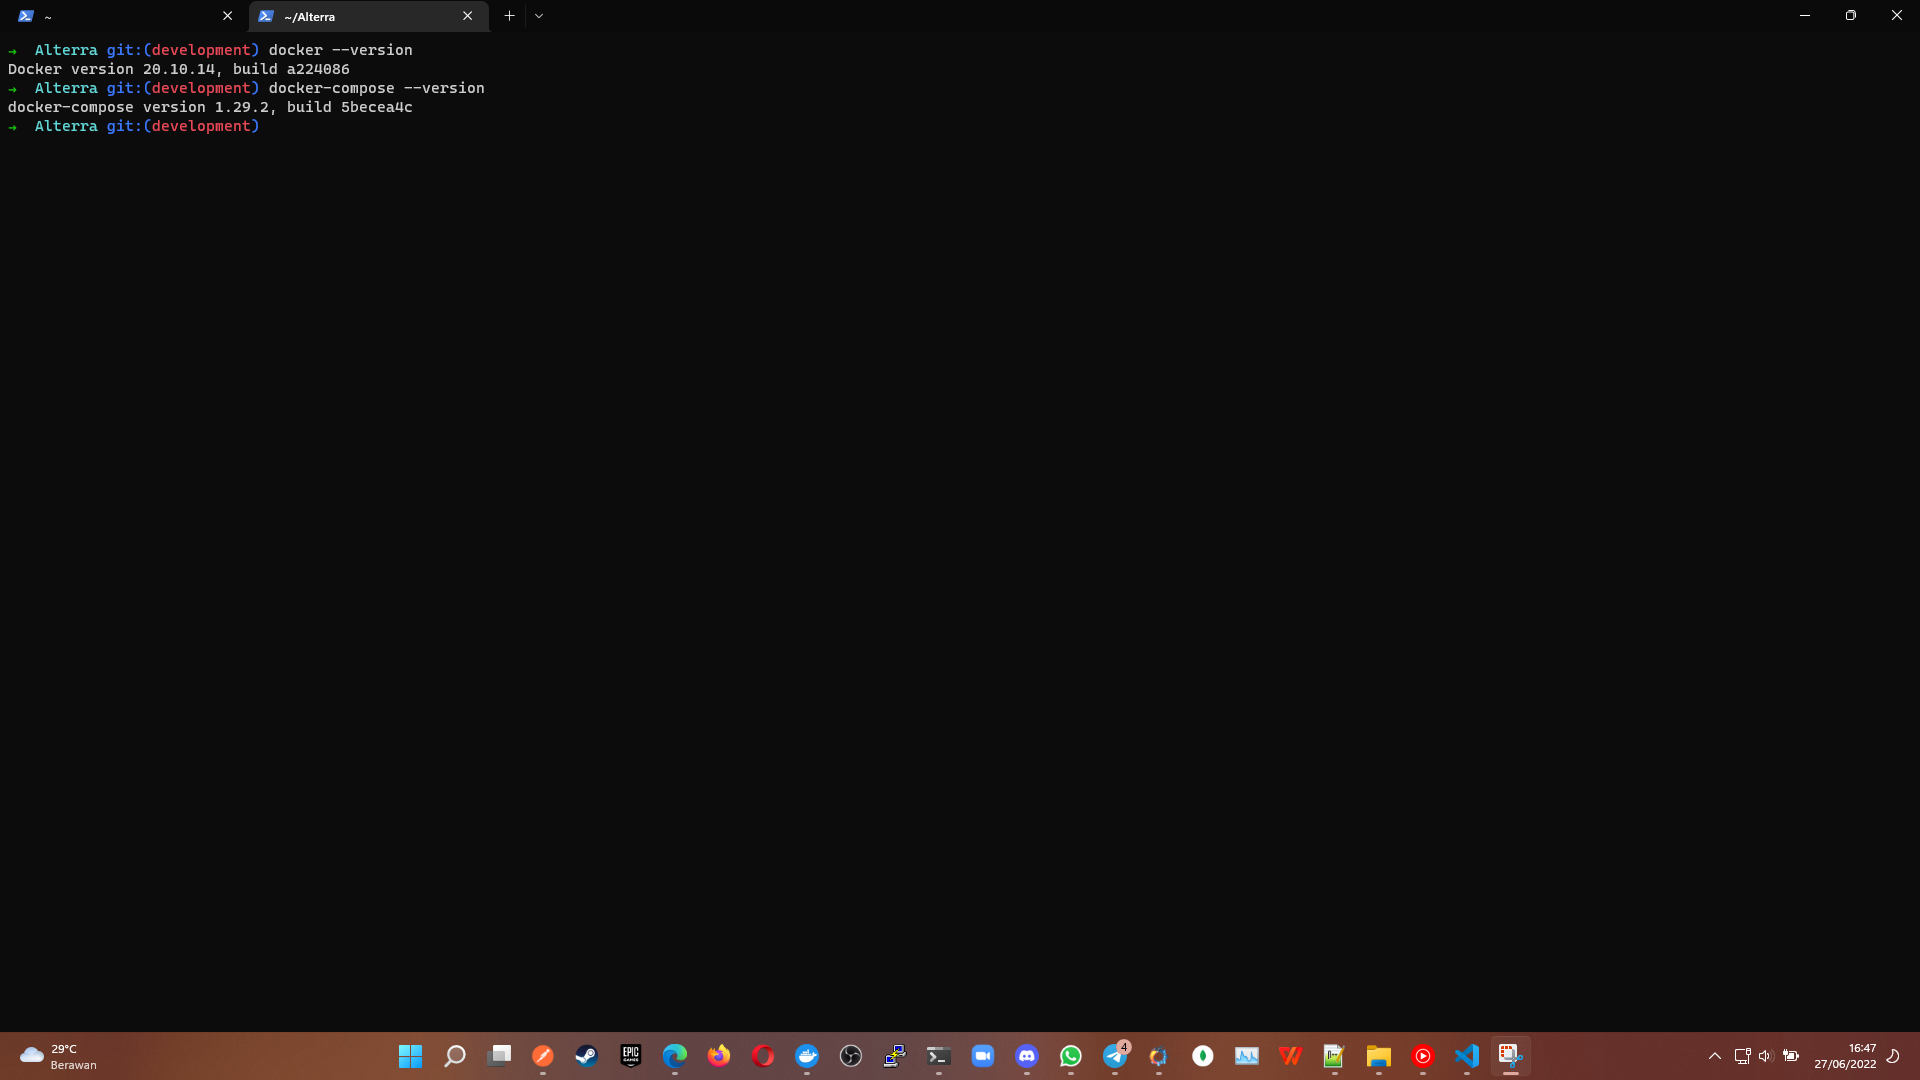 ~
~/Alterra
→ Alterra git:(development) docker --version
Docker version 20.10.14, build a224086
→ Alterra git:(development) docker-compose --version
docker-compose version 1.29.2, build 5becea4c
→ Alterra git:(development)
29°C
Berawan
EPIC
GAMES
4
16:47
27/06/2022